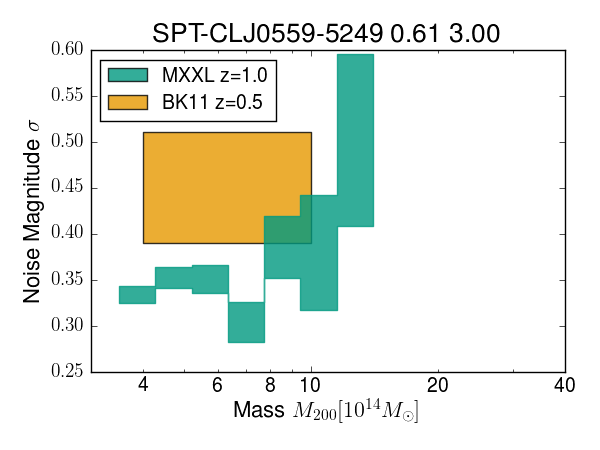 SPT-CLJ0559-5249 0.61 3.00
MXXL z=1.0
BK11 z=0.5
Noise Magnitude σ
0.60
0.55
0.50
0.45
0.40
0.35
0.30
0.25
4 6 8 10 20 40
Mass M₂₀₀[10¹⁴M☉]